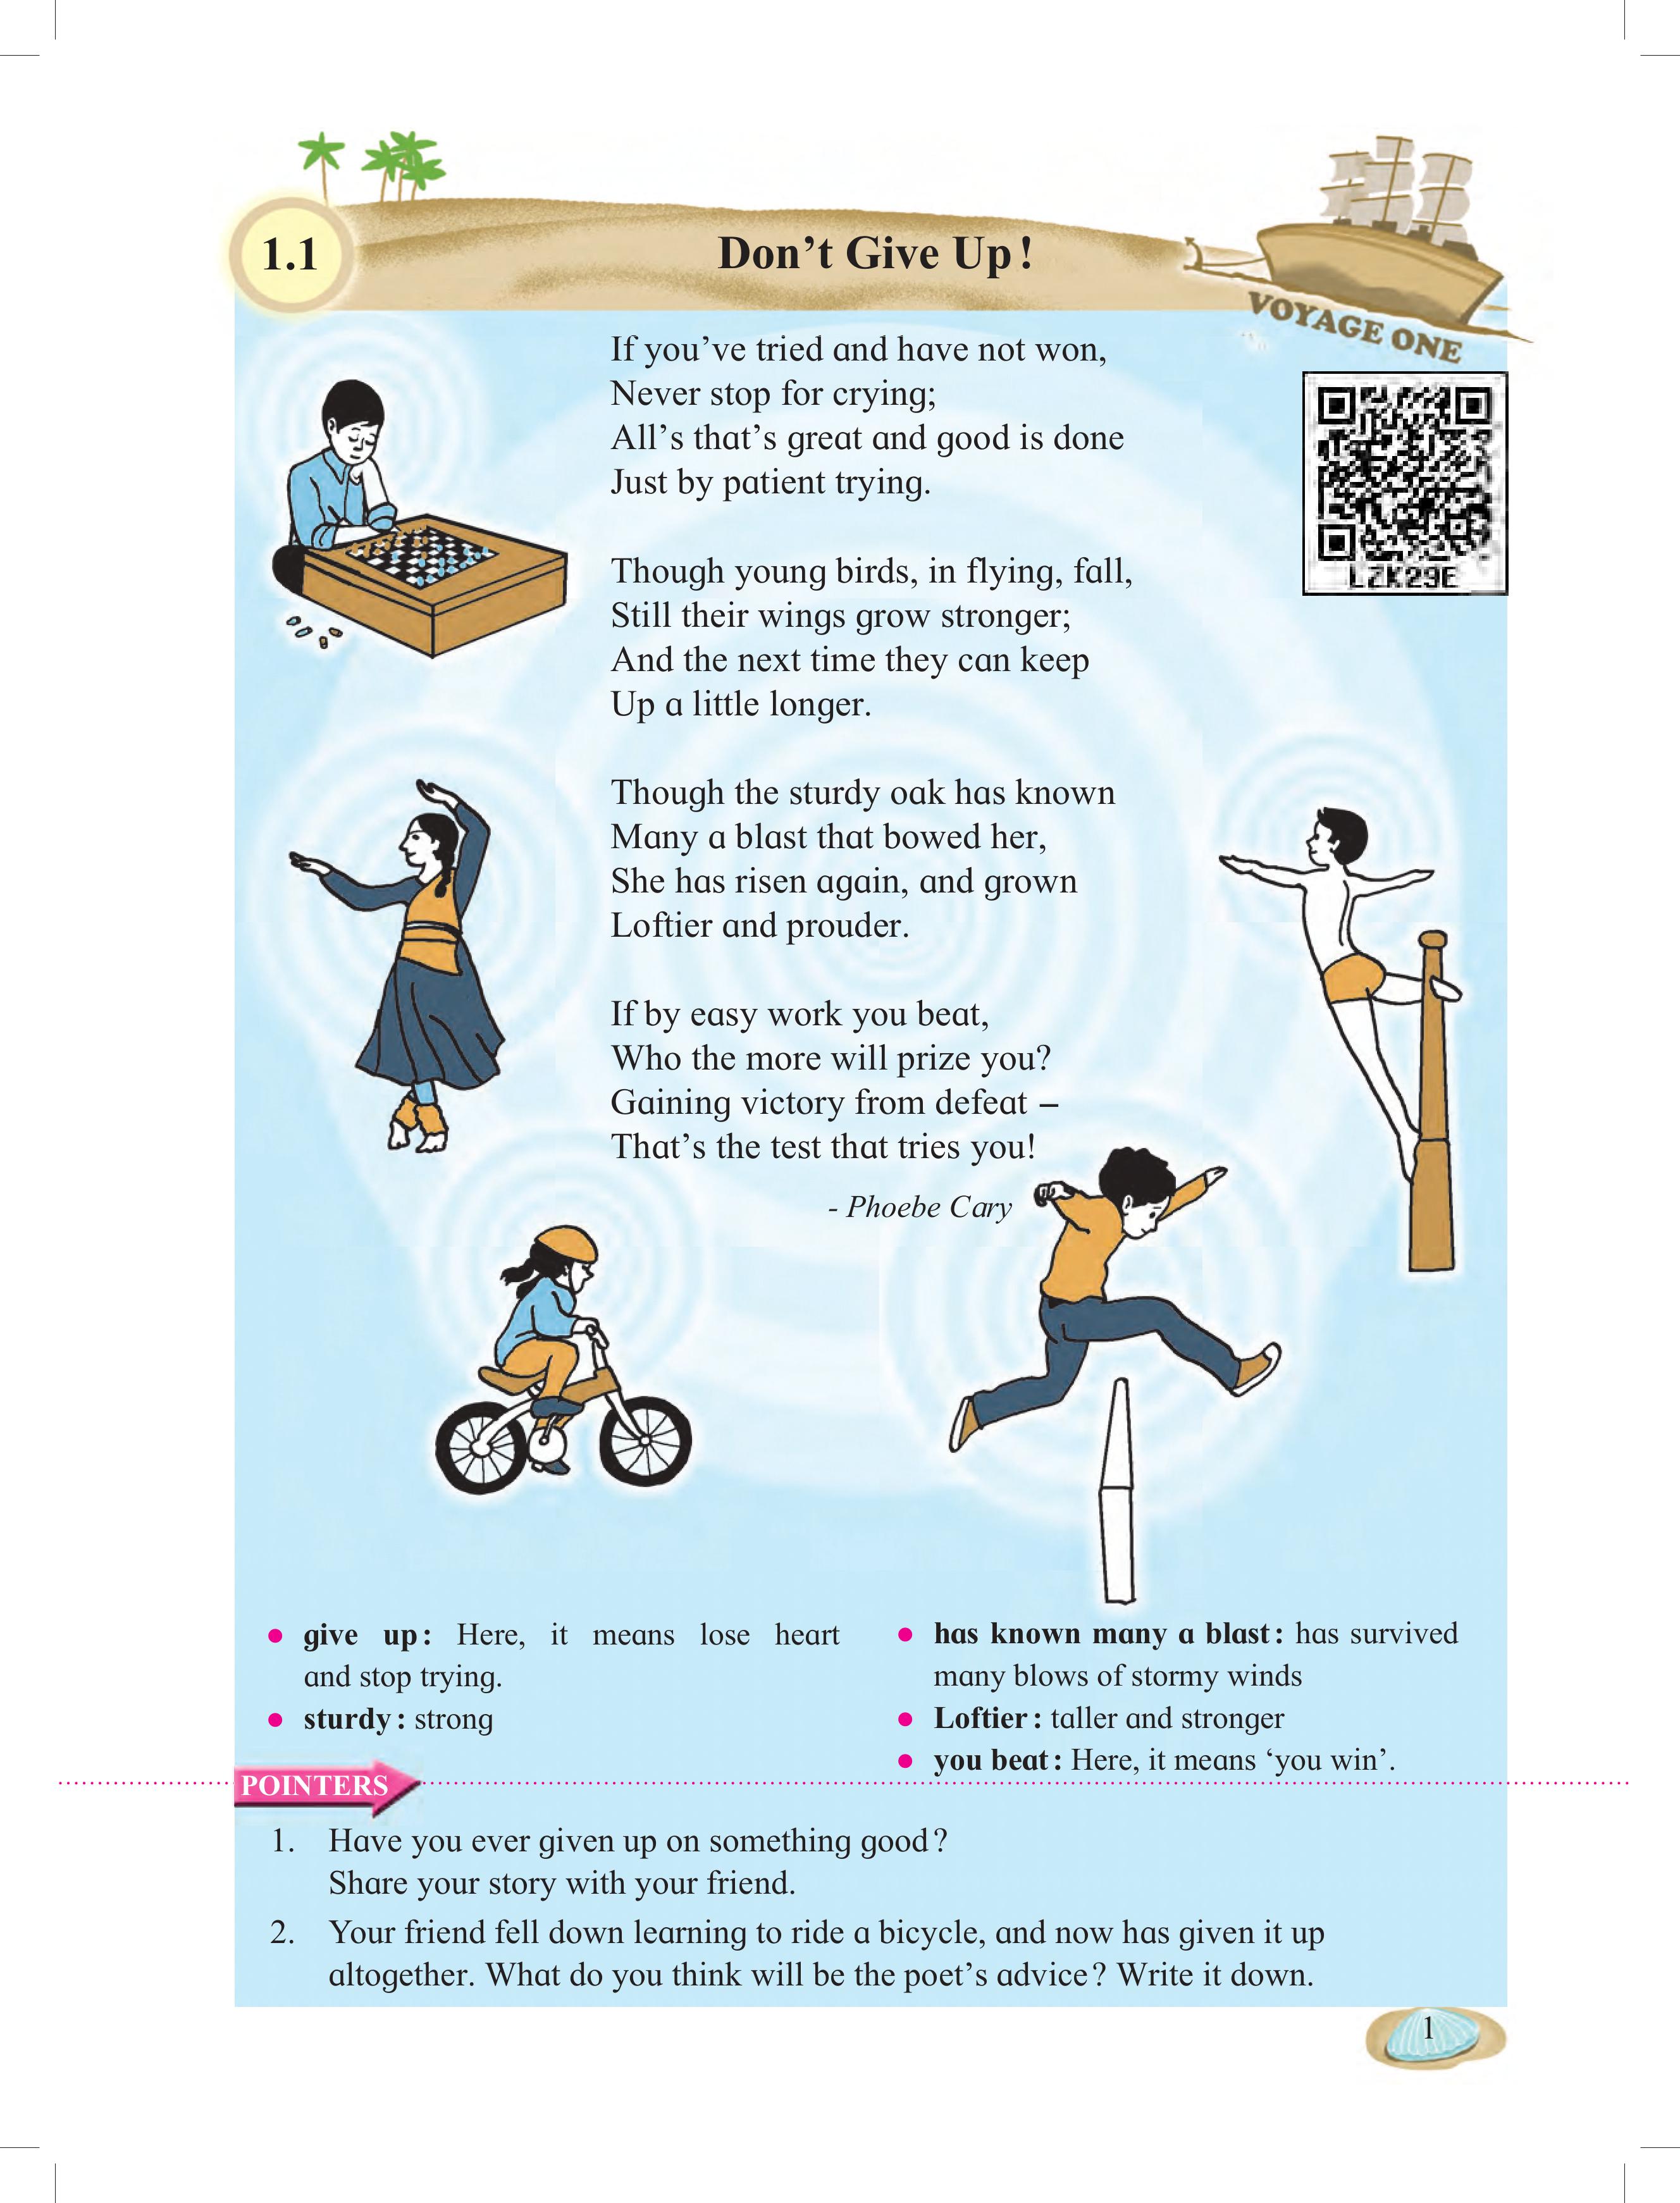 1.1
Don't Give Up!
VOYAGE ONE
If you've tried and have not won,
Never stop for crying;
All's that's great and good is done
Just by patient trying.
LZK29E
Though young birds, in flying, fall,
Still their wings grow stronger;
And the next time they can keep
Up a little longer.
Though the sturdy oak has known
Many a blast that bowed her,
She has risen again, and grown
Loftier and prouder.
If by easy work you beat,
Who the more will prize you?
Gaining victory from defeat –
That's the test that tries you!
- Phoebe Cary
• give up: Here, it means lose heart
and stop trying.
• sturdy: strong
• has known many a blast: has survived
many blows of stormy winds
• Loftier: taller and stronger
• you beat: Here, it means 'you win'.
POINTERS
1. Have you ever given up on something good?
Share your story with your friend.
2. Your friend fell down learning to ride a bicycle, and now has given it up
altogether. What do you think will be the poet's advice? Write it down.
1